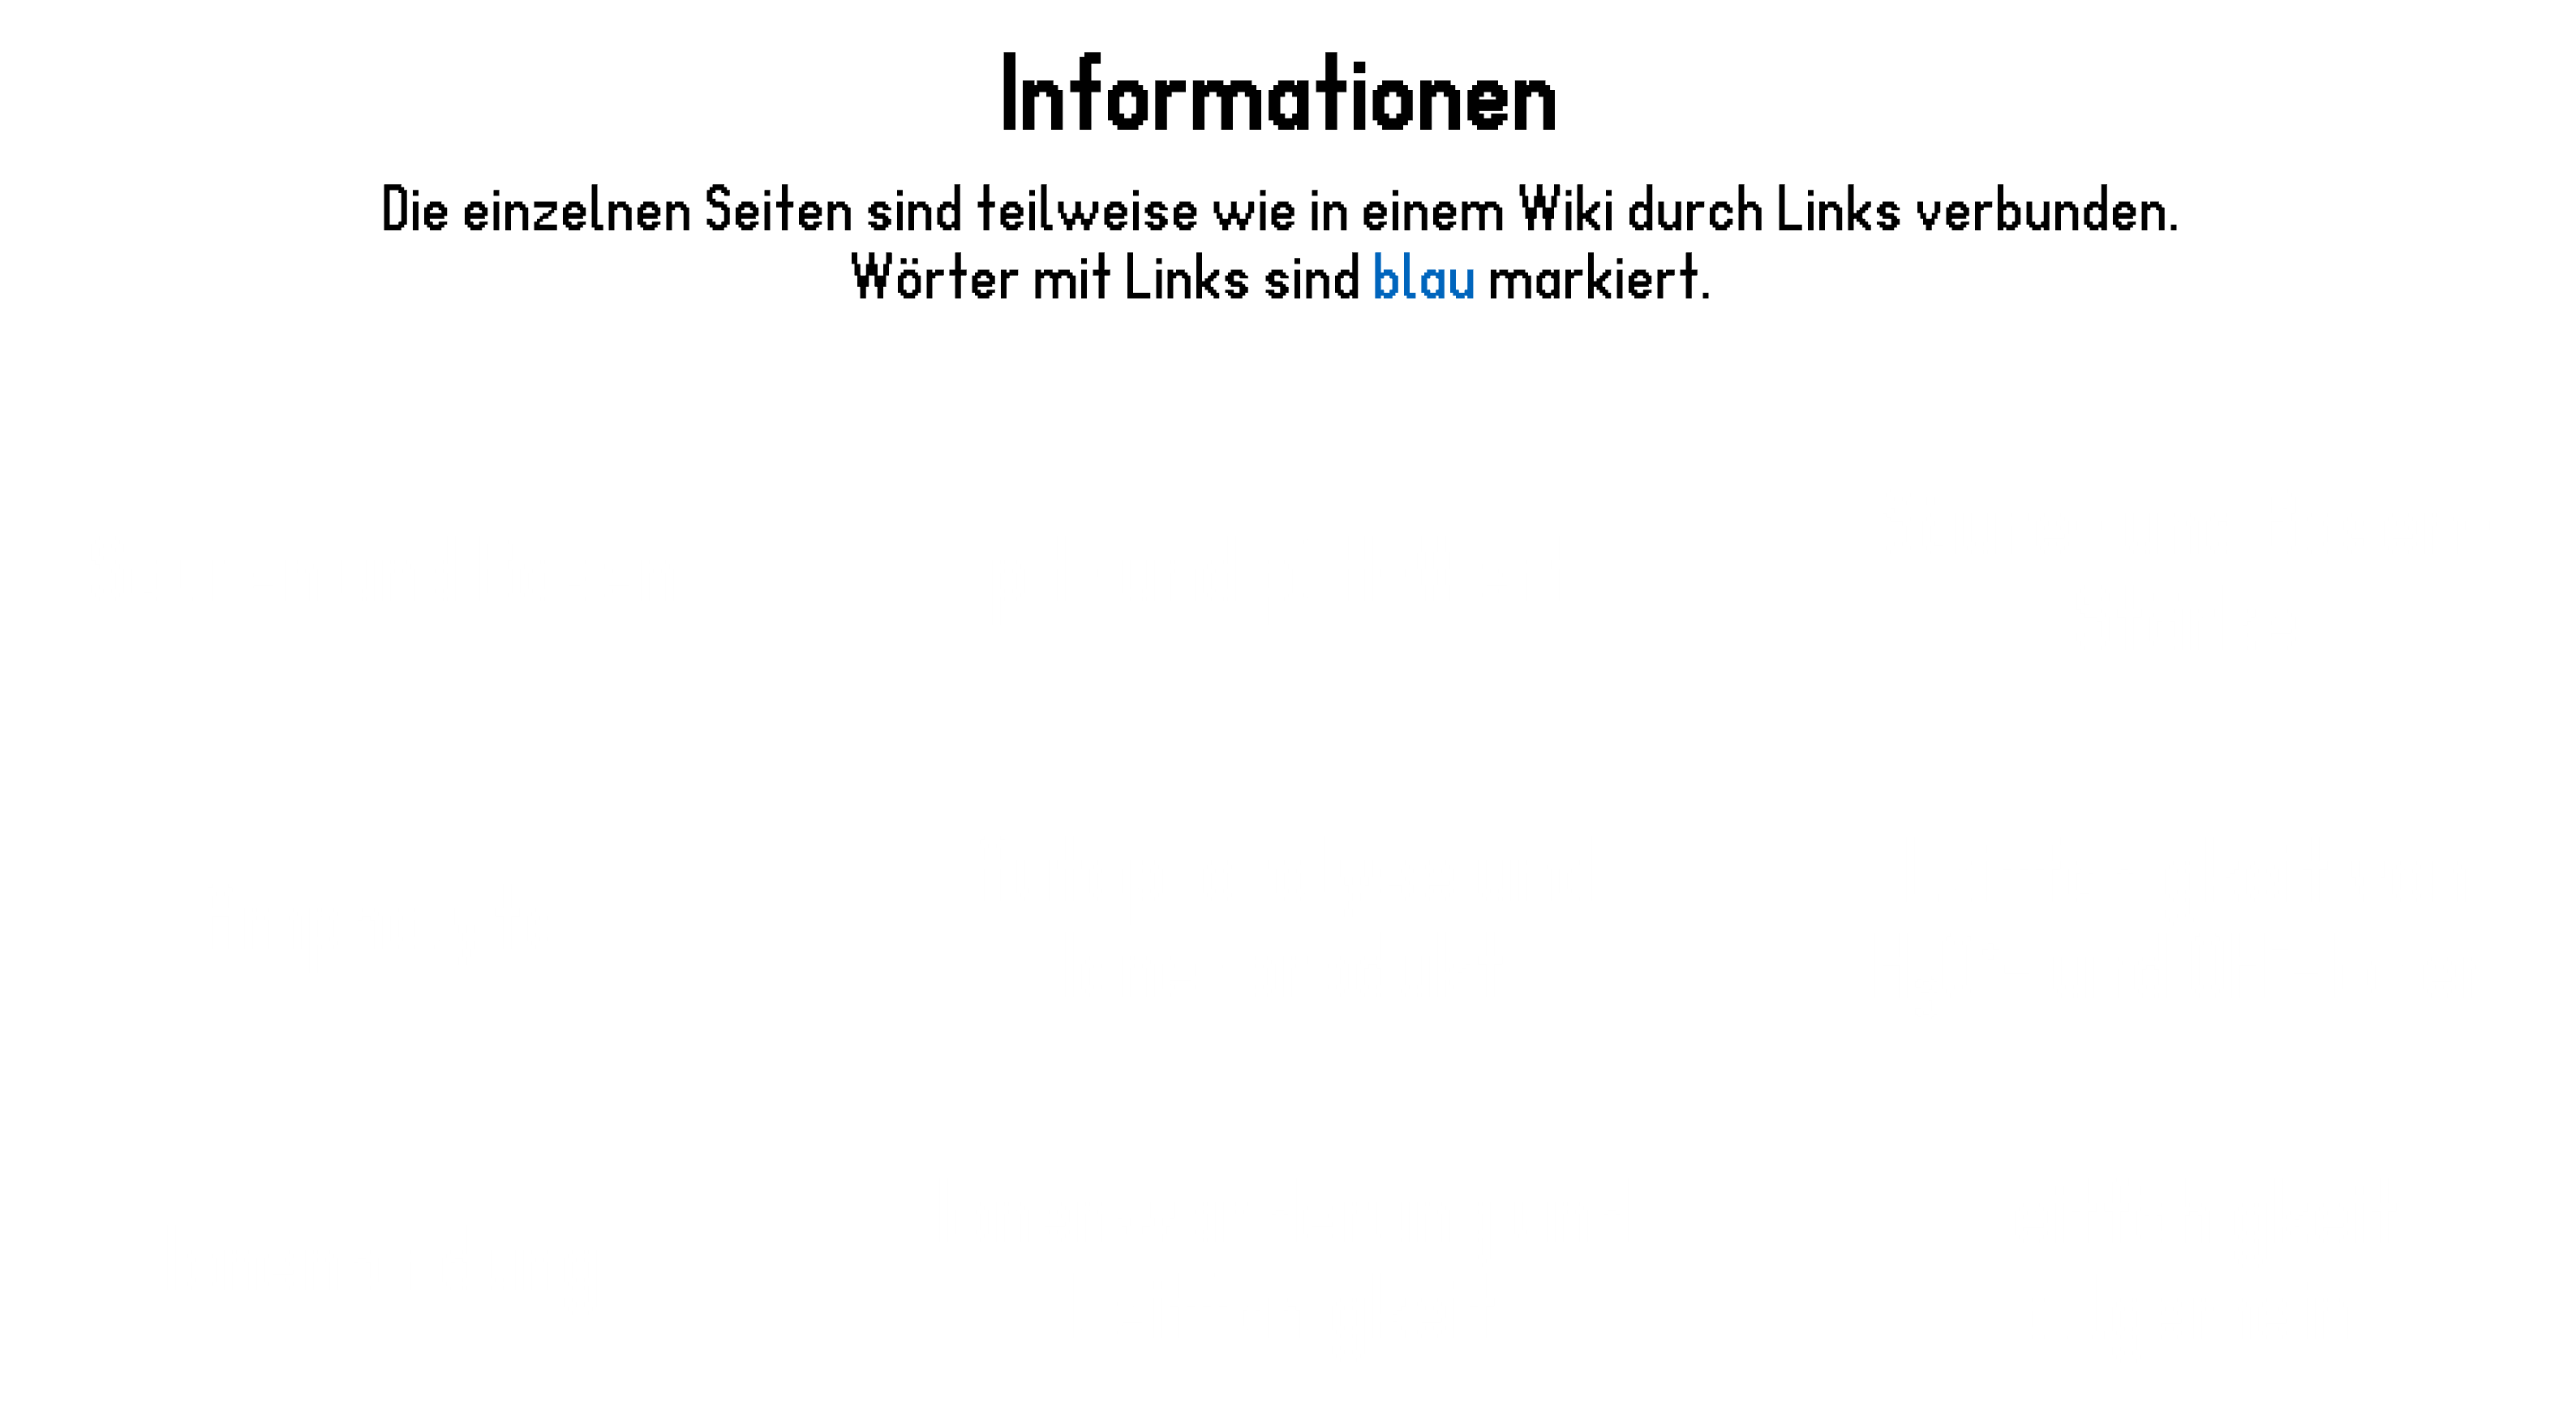 Informationen
Die einzelnen Seiten sind teilweise wie in einem Wiki durch Links verbunden.
Wörter mit Links sind blau markiert.